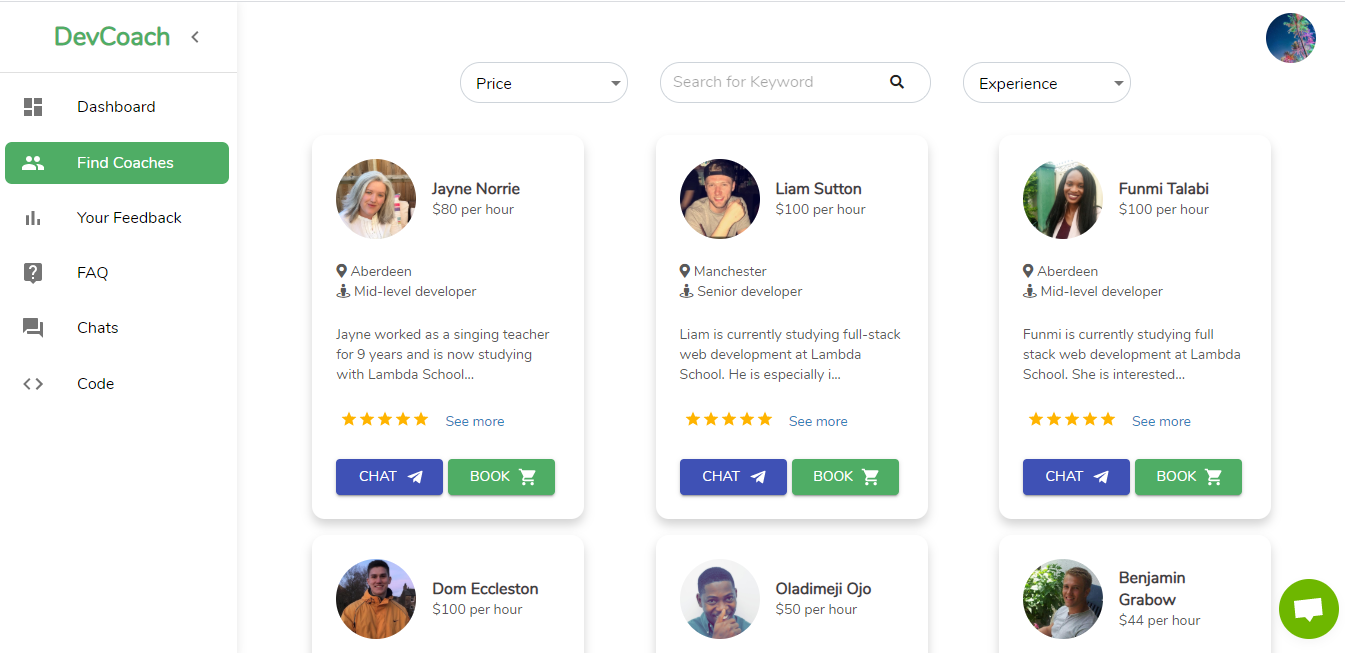 DevCoach
Dashboard
Find Coaches
Your Feedback
FAQ
Chats
Code
Price
Search for Keyword
Experience
Jayne Norrie
$80 per hour
Aberdeen
Mid-level developer
Jayne worked as a singing teacher
for 9 years and is now studying
with Lambda School...
See more
CHAT
BOOK
Liam Sutton
$100 per hour
Manchester
Senior developer
Liam is currently studying full-stack
web development at Lambda
School. He is especially i...
See more
CHAT
BOOK
Funmi Talabi
$100 per hour
Aberdeen
Mid-level developer
Funmi is currently studying full
stack web development at Lambda
School. She is interested...
See more
CHAT
BOOK
Dom Eccleston
$100 per hour
Oladimeji Ojo
$50 per hour
Benjamin
Grabow
$44 per hour